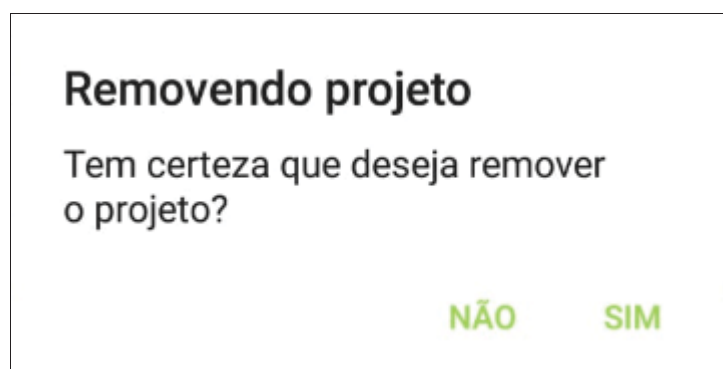 Removendo projeto
Tem certeza que deseja remover
o projeto?
NÃO SIM